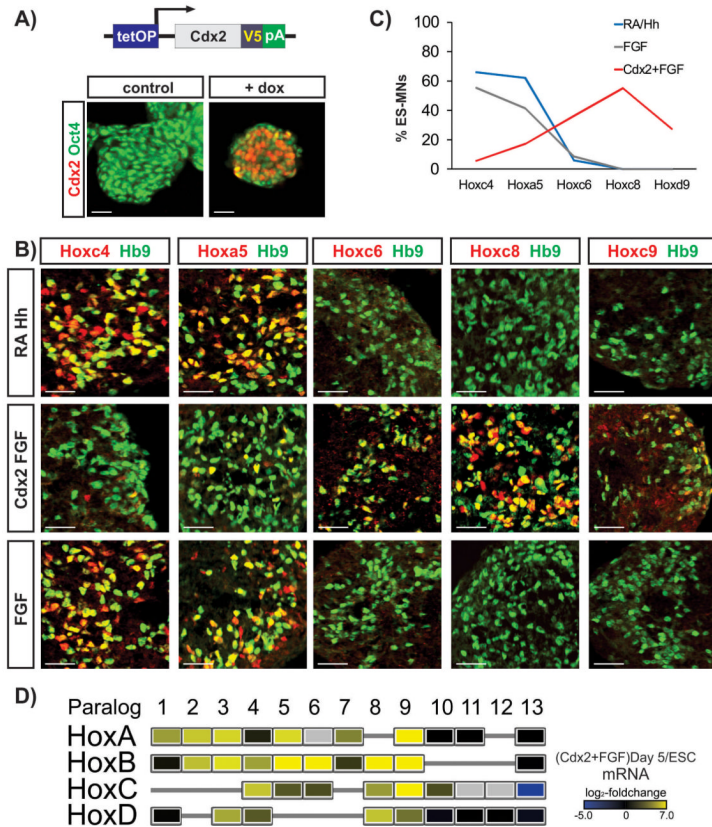 A)
tetOP Cdx2 V5 pA
control + dox
Cdx2 Oct4
C)
% ES-MNs
100
80
60
40
20
0
RA/Hh
FGF
Cdx2+FGF
Hoxc4 Hoxa5 Hoxc6 Hoxc8 Hoxd9
B)
Hoxc4 Hb9 Hoxa5 Hb9 Hoxc6 Hb9 Hoxc8 Hb9 Hoxc9 Hb9
RA Hh
Cdx2 FGF
FGF
D)
Paralog 1 2 3 4 5 6 7 8 9 10 11 12 13
HoxA
HoxB
HoxC
HoxD
(Cdx2+FGF)Day 5/ESC
mRNA
log₂-foldchange
-5.0 7.0